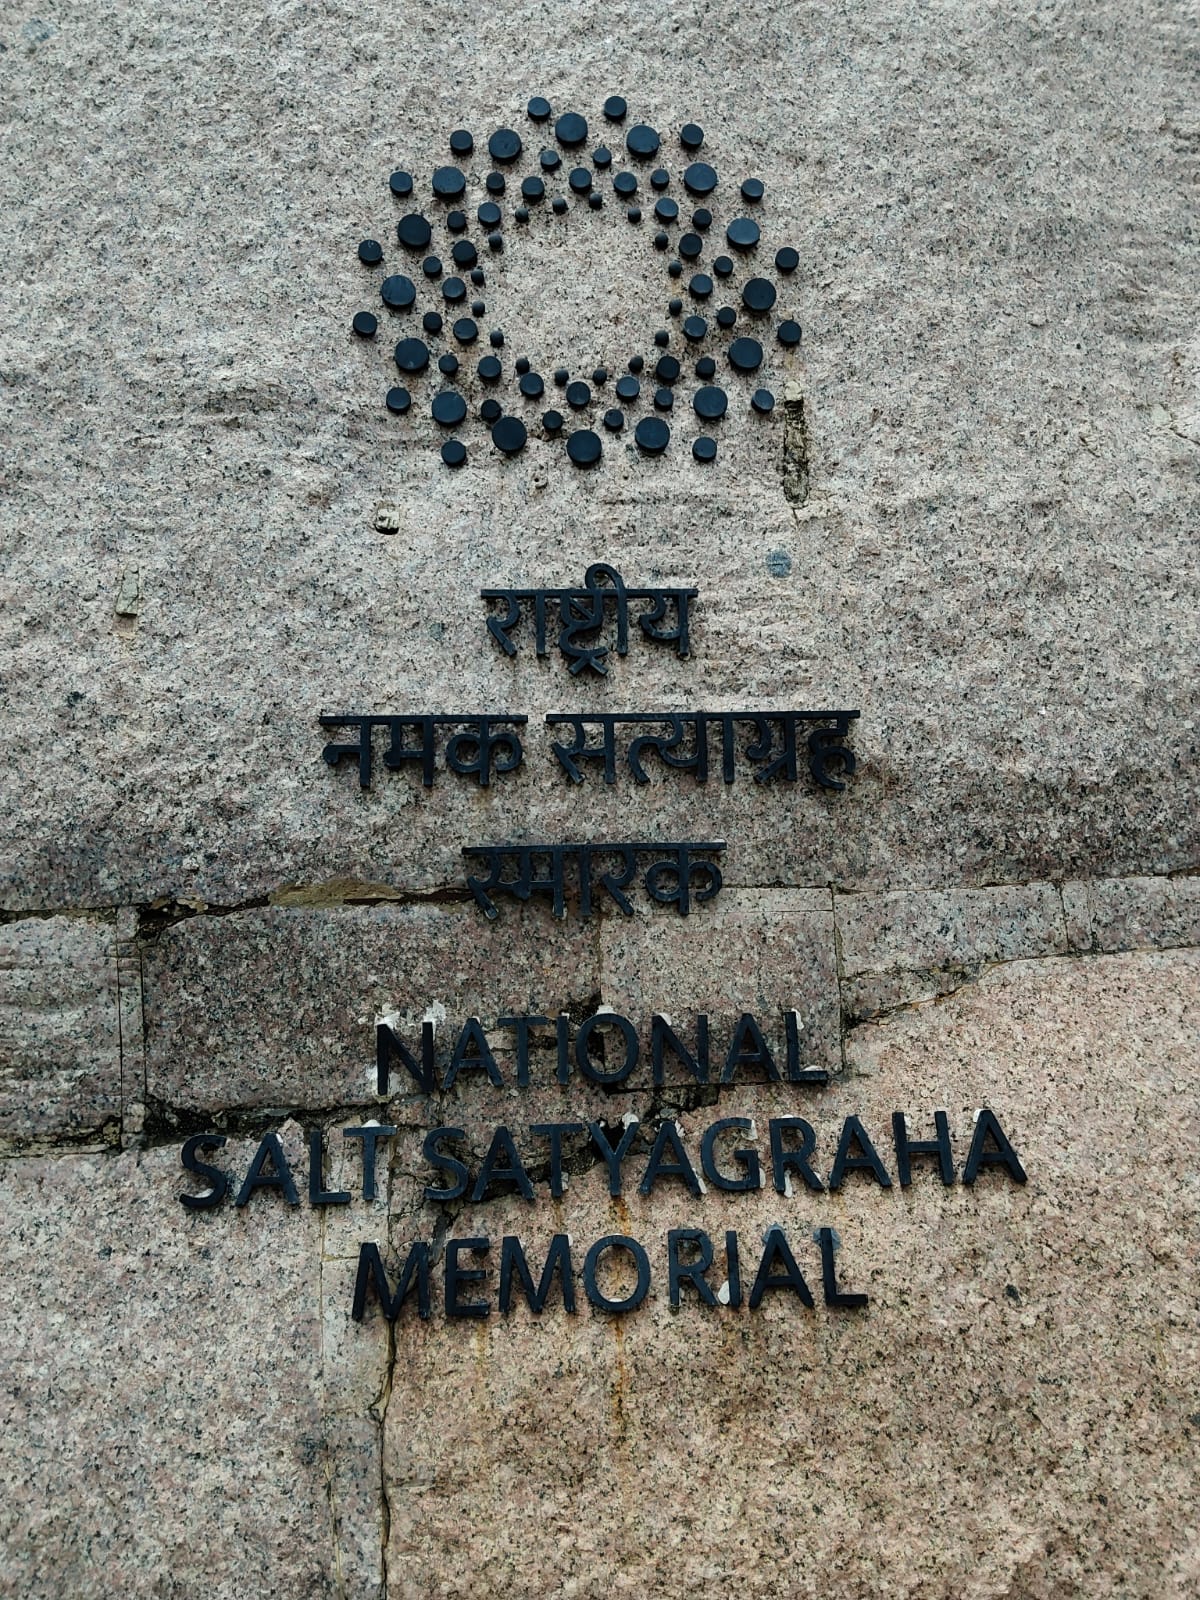 राष्ट्रीय
नमक सत्याग्रह
स्मारक
NATIONAL
SALT SATYAGRAHA
MEMORIAL